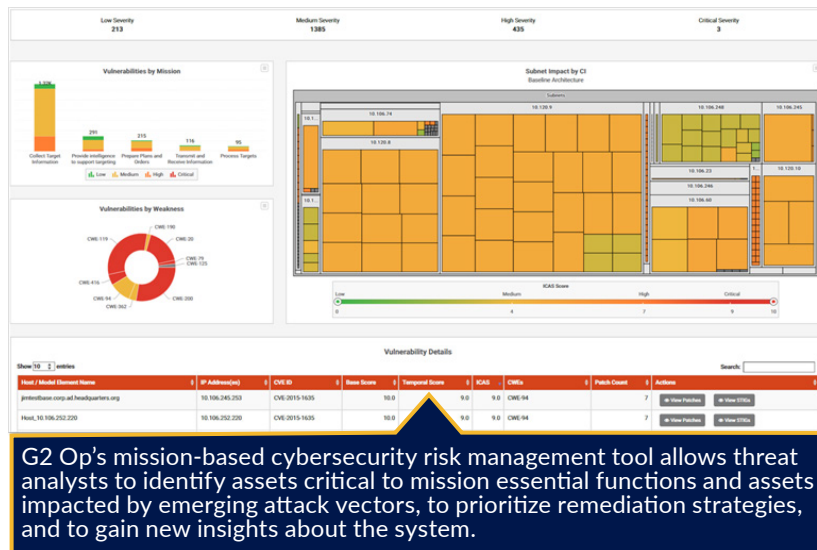 Low Severity
213
Medium Severity
1385
High Severity
435
Critical Severity
3
Vulnerabilities by Mission
291
215
116
95
Collect Target Information
Provide intelligence to support targeting
Prepare Plans and Orders
Transmit and Receive Information
Process Targets
Low Medium High Critical
Vulnerabilities by Weakness
CWE-190
CWE-119
CWE-20
CWE-79
CWE-125
CWE-416
CWE-94
CWE-362
CWE-200
Subnet Impact by CI
Baseline Architecture
Subnets
10.1...
10.106.74
10.120.9
10.106.248
10.106.245
10.120.8
10.106.23
1...
10.120.10
10.106.246
10.1...
10.106.60
ICAS Score
Low Medium High Critical
0 4 7 9 10
Vulnerability Details
Show 10 entries
Search:
Host / Model Element Name IP Address(es) CVE ID Base Score Temporal Score ICAS CWEs Patch Count Actions
jimtestbase.corp.ad.headquarters.org 10.106.245.253 CVE-2015-1635 10.0 9.0 9.0 CWE-94 7 View Patches View STIGs
Host_10.106.252.220 10.106.252.220 CVE-2015-1635 10.0 9.0 9.0 CWE-94 7 View Patches View STIGs
G2 Op's mission-based cybersecurity risk management tool allows threat
analysts to identify assets critical to mission essential functions and assets
impacted by emerging attack vectors, to prioritize remediation strategies,
and to gain new insights about the system.